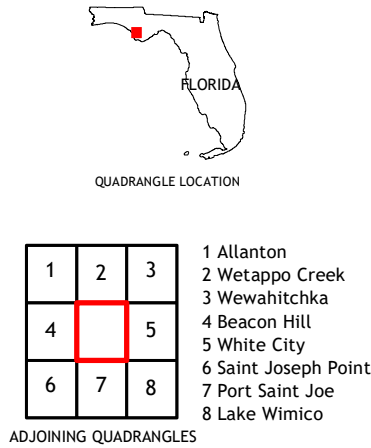 FLORIDA
QUADRANGLE LOCATION
1 2 3
4 5
6 7 8
1 Allanton
2 Wetappo Creek
3 Wewahitchka
4 Beacon Hill
5 White City
6 Saint Joseph Point
7 Port Saint Joe
8 Lake Wimico
ADJOINING QUADRANGLES